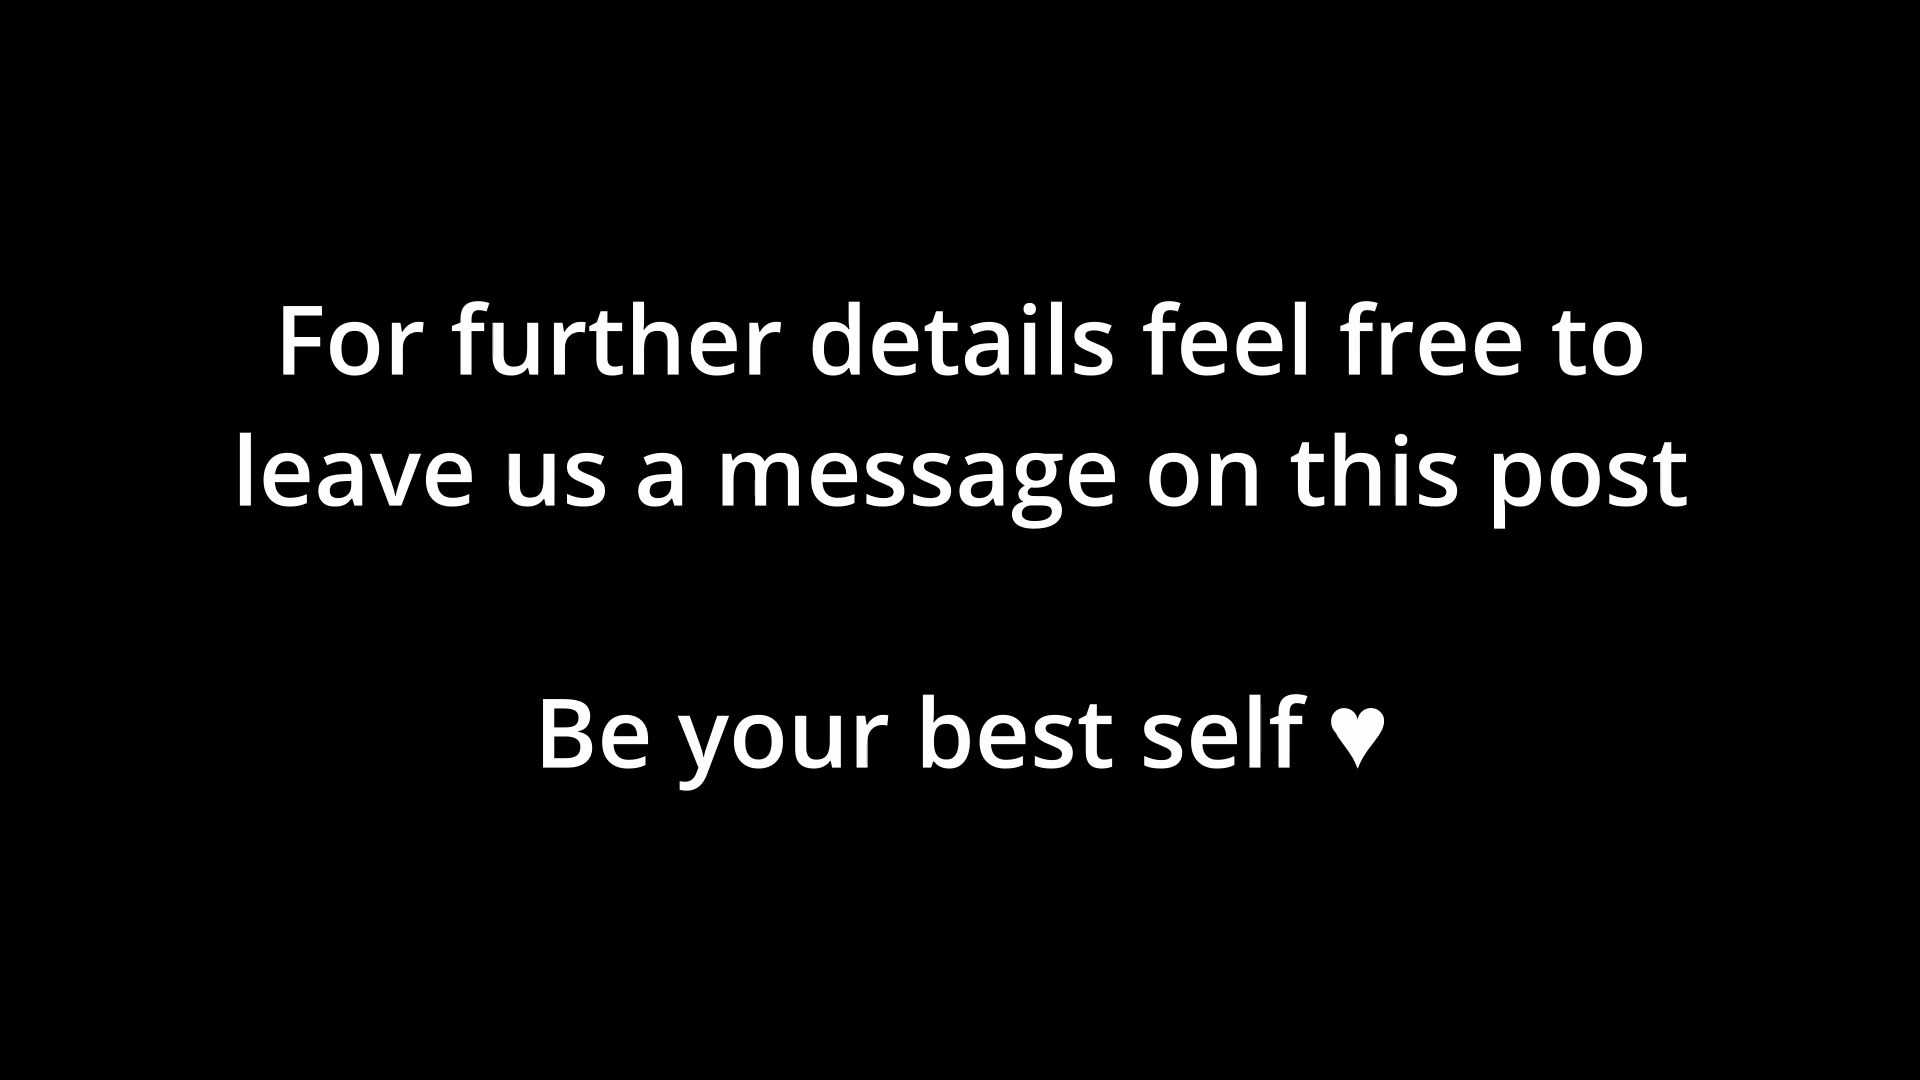 For further details feel free to
leave us a message on this post
Be your best self ♥